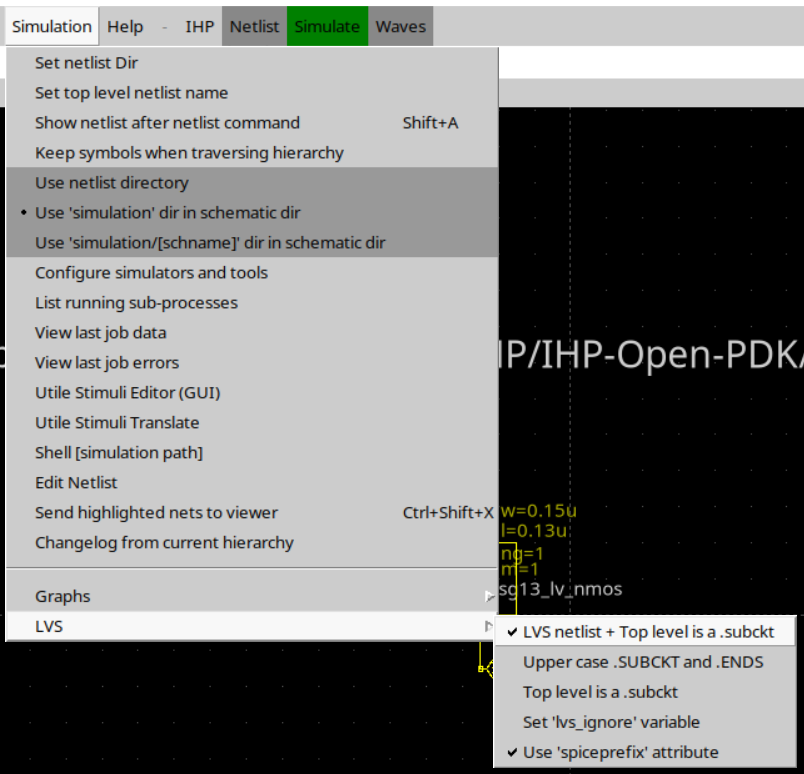 Simulation Help - IHP Netlist Simulate Waves
Set netlist Dir
Set top level netlist name
Show netlist after netlist command Shift+A
Keep symbols when traversing hierarchy
Use netlist directory
• Use 'simulation' dir in schematic dir
Use 'simulation/[schname]' dir in schematic dir
Configure simulators and tools
List running sub-processes
View last job data
View last job errors
IP/IHP-Open-PDK/
Utile Stimuli Editor (GUI)
Utile Stimuli Translate
Shell [simulation path]
Edit Netlist
Send highlighted nets to viewer Ctrl+Shift+X
w=0.15u
l=0.13u
Changelog from current hierarchy
ng=1
m=1
sg13_lv_nmos
Graphs
LVS
✓ LVS netlist + Top level is a .subckt
Upper case .SUBCKT and .ENDS
Top level is a .subckt
Set 'lvs_ignore' variable
✓ Use 'spiceprefix' attribute